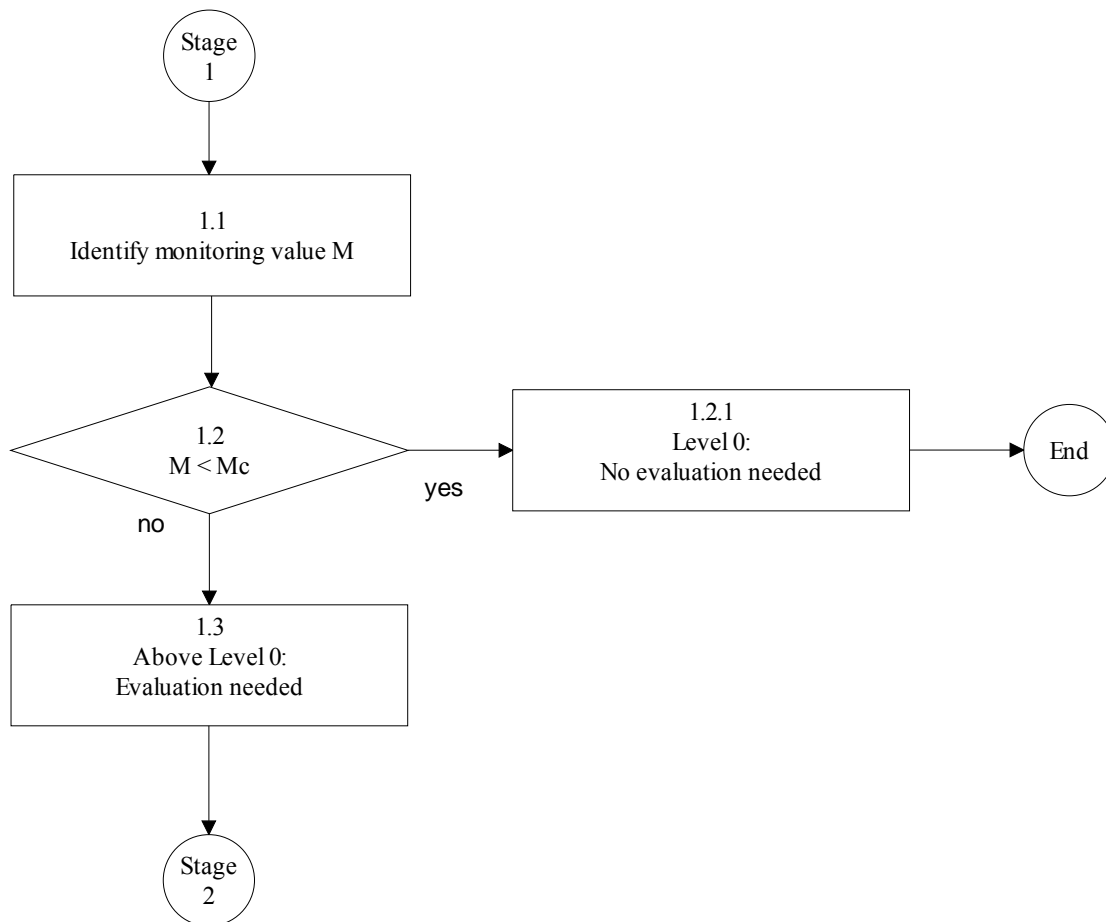 Stage
1
1.1
Identify monitoring value M
1.2
M < Mc
yes
no
1.2.1
Level 0:
No evaluation needed
End
1.3
Above Level 0:
Evaluation needed
Stage
2